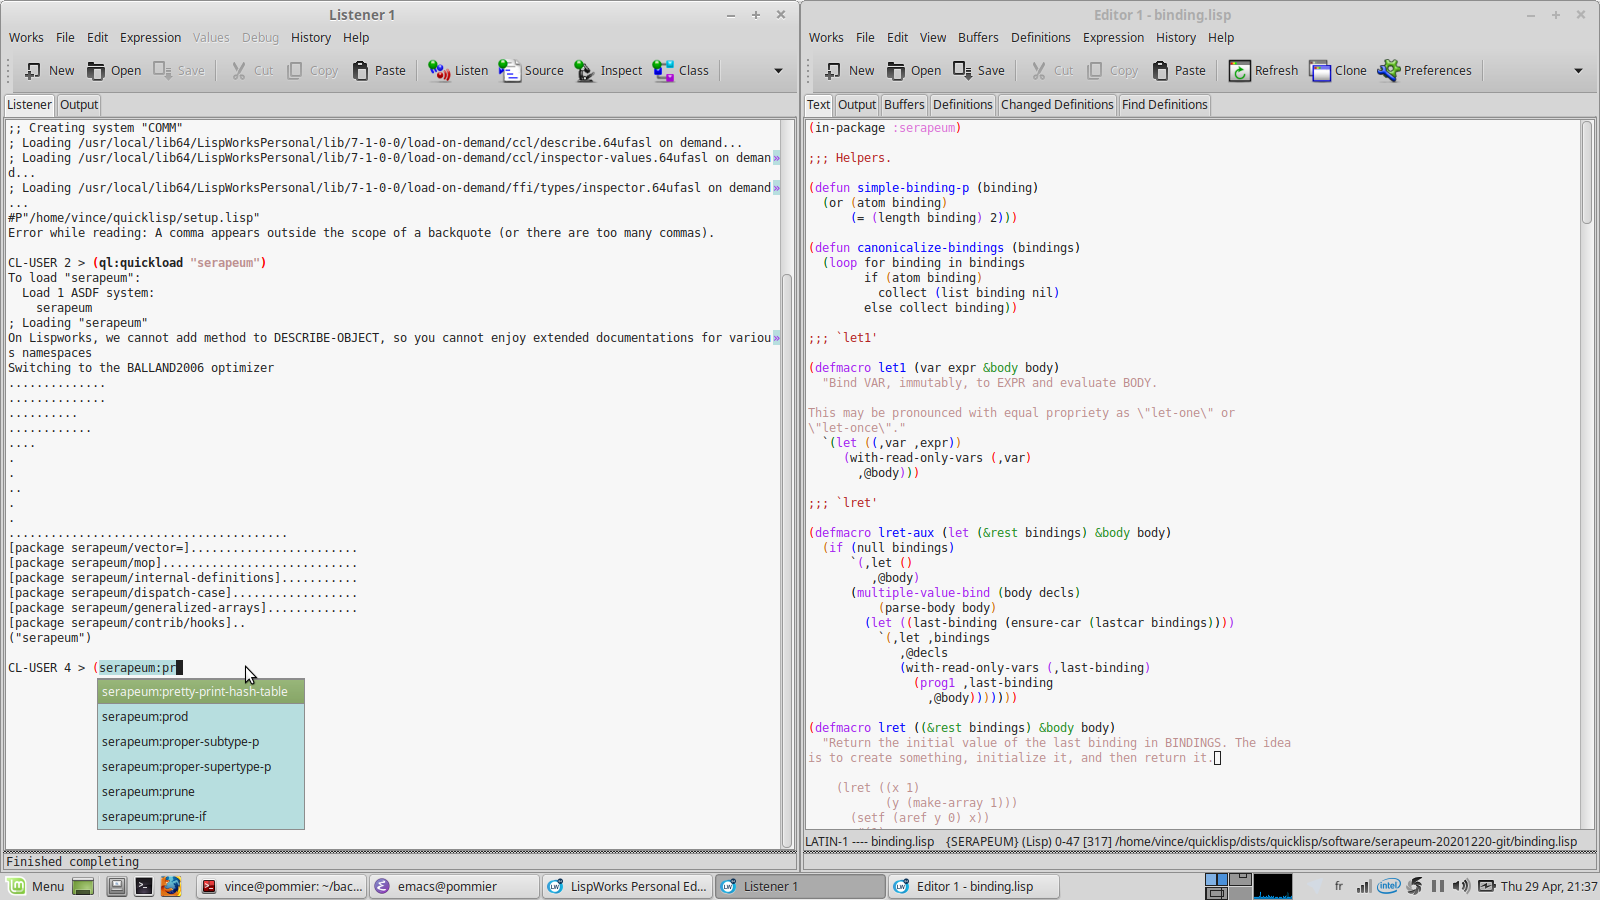 Listener 1
Works File Edit Expression Values Debug History Help
New Open Save Cut Copy Paste Listen Source Inspect Class
Listener Output
;; Creating system "COMM"
; Loading /usr/local/lib64/LispWorksPersonal/lib/7-1-0-0/load-on-demand/ccl/describe.64ufasl on demand...
; Loading /usr/local/lib64/LispWorksPersonal/lib/7-1-0-0/load-on-demand/ccl/inspector-values.64ufasl on deman»
d...
; Loading /usr/local/lib64/LispWorksPersonal/lib/7-1-0-0/load-on-demand/ffi/types/inspector.64ufasl on demand»
...
#P"/home/vince/quicklisp/setup.lisp"
Error while reading: A comma appears outside the scope of a backquote (or there are too many commas).
CL-USER 2 > (ql:quickload "serapeum")
To load "serapeum":
  Load 1 ASDF system:
    serapeum
; Loading "serapeum"
On Lispworks, we cannot add method to DESCRIBE-OBJECT, so you cannot enjoy extended documentations for variou»
s namespaces
Switching to the BALLAND2006 optimizer
..............
..............
..........
............
....
.
.
..
.
.
........................................
[package serapeum/vector=]........................
[package serapeum/mop]............................
[package serapeum/internal-definitions]...........
[package serapeum/dispatch-case]..................
[package serapeum/generalized-arrays].............
[package serapeum/contrib/hooks]..
("serapeum")
CL-USER 4 > (serapeum:pr
serapeum:pretty-print-hash-table
serapeum:prod
serapeum:proper-subtype-p
serapeum:proper-supertype-p
serapeum:prune
serapeum:prune-if
Finished completing
Editor 1 - binding.lisp
Works File Edit View Buffers Definitions Expression History Help
New Open Save Cut Copy Paste Refresh Clone Preferences
Text Output Buffers Definitions Changed Definitions Find Definitions
(in-package :serapeum)
;;; Helpers.
(defun simple-binding-p (binding)
  (or (atom binding)
      (= (length binding) 2)))
(defun canonicalize-bindings (bindings)
  (loop for binding in bindings
        if (atom binding)
          collect (list binding nil)
        else collect binding))
;;; `let1'
(defmacro let1 (var expr &body body)
  "Bind VAR, immutably, to EXPR and evaluate BODY.
This may be pronounced with equal propriety as \"let-one\" or
\"let-once\"."
  `(let ((,var ,expr))
     (with-read-only-vars (,var)
       ,@body)))
;;; `lret'
(defmacro lret-aux (let (&rest bindings) &body body)
  (if (null bindings)
      `(,let ()
         ,@body)
      (multiple-value-bind (body decls)
          (parse-body body)
        (let ((last-binding (ensure-car (lastcar bindings))))
          `(,let ,bindings
             ,@decls
             (with-read-only-vars (,last-binding)
               (prog1 ,last-binding
                 ,@body)))))))
(defmacro lret ((&rest bindings) &body body)
  "Return the initial value of the last binding in BINDINGS. The idea
is to create something, initialize it, and then return it.
    (lret ((x 1)
           (y (make-array 1)))
      (setf (aref y 0) x))
LATIN-1 ---- binding.lisp {SERAPEUM} (Lisp) 0-47 [317] /home/vince/quicklisp/dists/quicklisp/software/serapeum-20201220-git/binding.lisp
Menu vince@pommier: ~/bac... emacs@pommier LispWorks Personal Ed... Listener 1 Editor 1 - binding.lisp fr intel Thu 29 Apr, 21:37